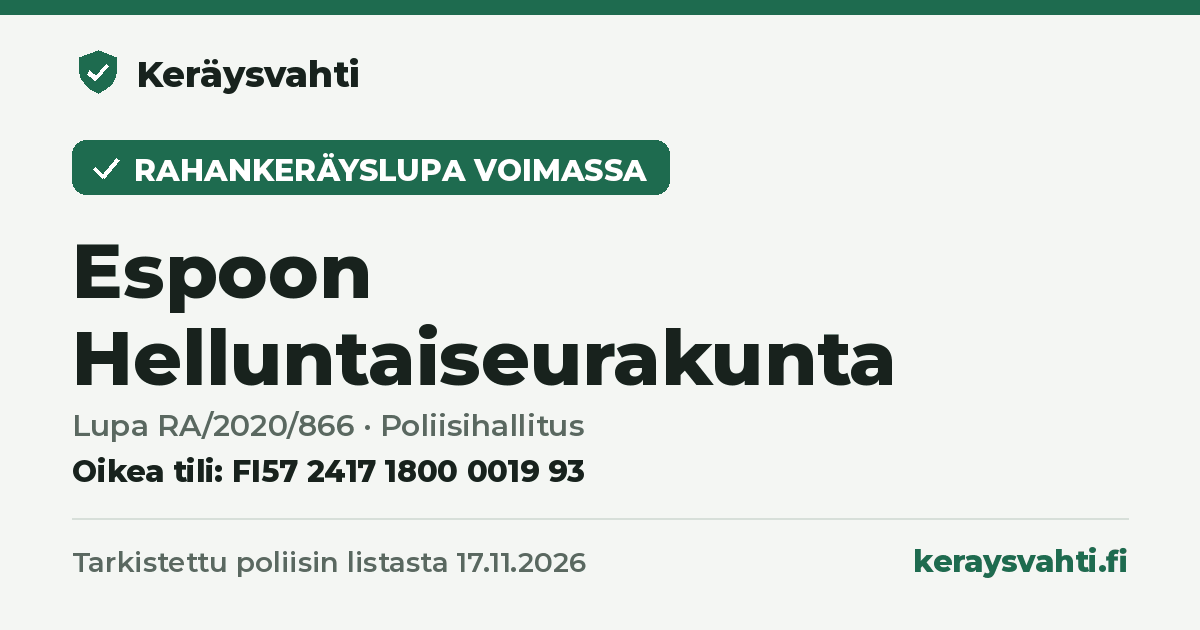 Keräysvahti
RAHANKERÄYSLUPA VOIMASSA
Espoon
Helluntaiseurakunta
Lupa RA/2020/866 · Poliisihallitus
Oikea tili: FI57 2417 1800 0019 93
Tarkistettu poliisin listasta 17.11.2026
keraysvahti.fi